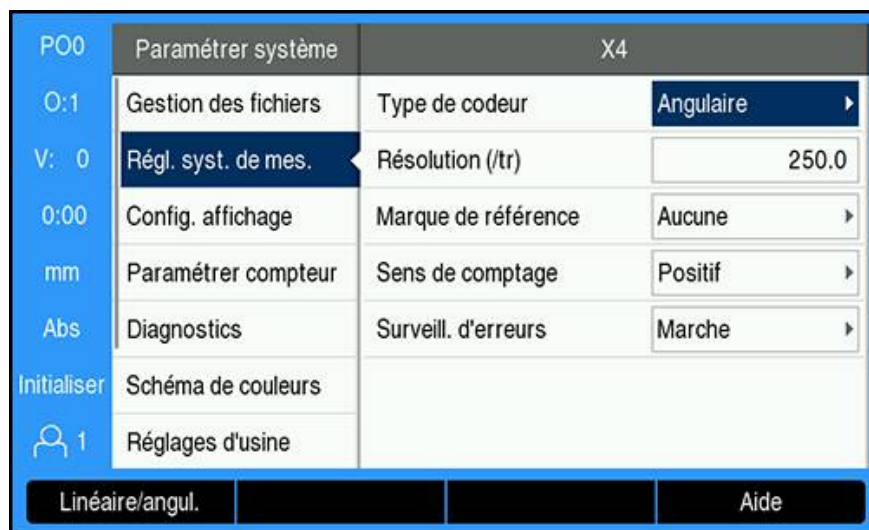 PO0 Paramétrer système X4
O:1 Gestion des fichiers Type de codeur Angulaire
V: 0 Régl. syst. de mes. Résolution (/tr) 250.0
0:00 Config. affichage Marque de référence Aucune
mm Paramétrer compteur Sens de comptage Positif
Abs Diagnostics Surveill. d'erreurs Marche
Initialiser Schéma de couleurs
1 Réglages d'usine
Linéaire/angul. Aide